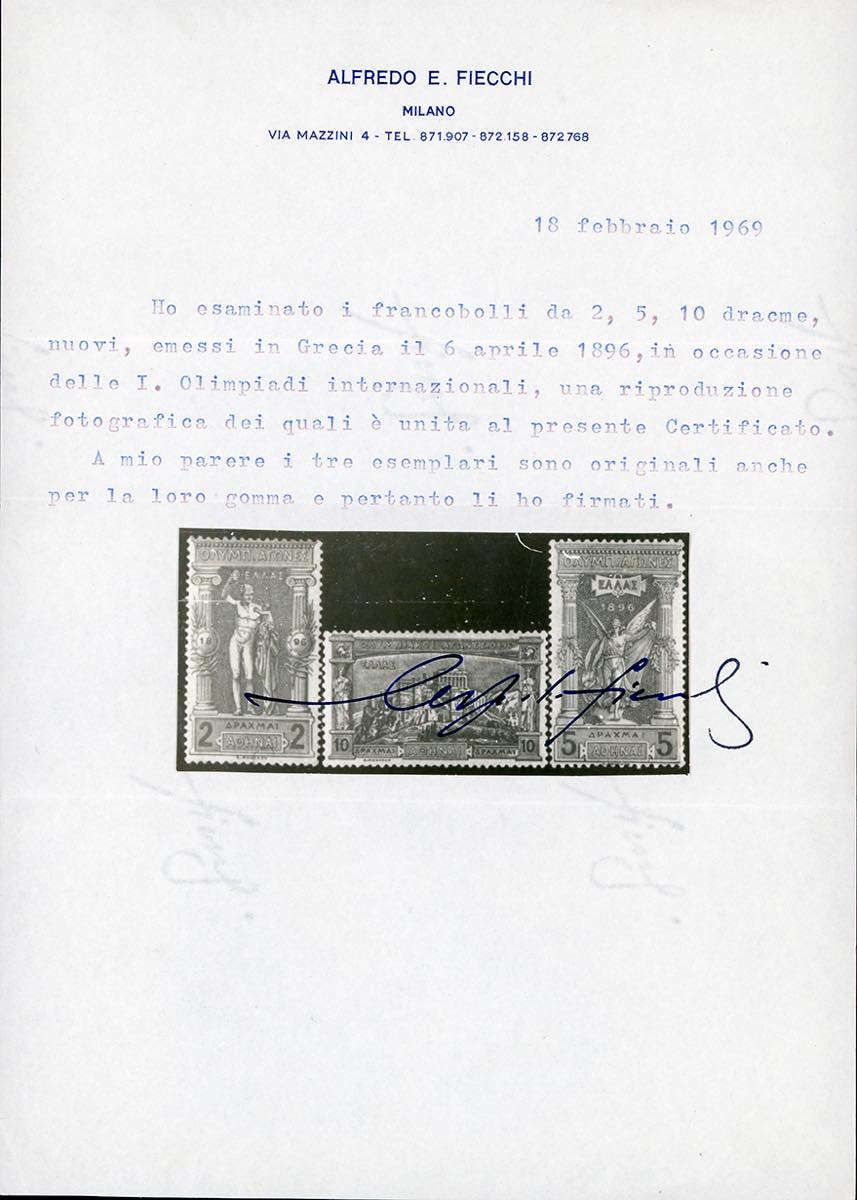 ALFREDO E. FIECCHI
MILANO
VIA MAZZINI 4 - TEL. 871.907 - 872.158 - 872768
18 febbraio 1969
Ho esaminato i francobolli da 2, 5, 10 dracme,
nuovi, emessi in Grecia il 6 aprile 1896,in occasione
delle I. Olimpiadi internazionali, una riproduzione
fotografica dei quali è unita al presente Certificato.
A mio parere i tre esemplari sono originali anche
per la loro gomma e pertanto li ho firmati.
ΟΛΥΜΠ.ΑΓΩΝΕΣ
ΕΛΛΑΣ
18 96
ΔΡΑΧΜΑΙ
2 ΑΘΗΝΑΙ 2
ΕΛΛΑΣ
10 ΔΡΑΧΜΑΙ ΑΘΗΝΑΙ ΔΡΑΧΜΑΙ 10
ΟΛΥΜΠ.ΑΓΩΝΕΣ
ΕΛΛΑΣ
1896
ΔΡΑΧΜΑΙ
5 ΑΘΗΝΑΙ 5